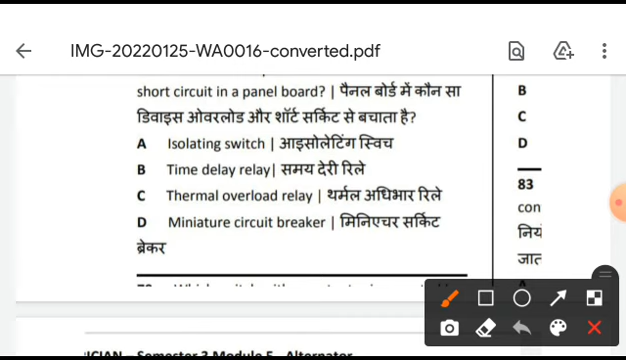 IMG-20220125-WA0016-converted.pdf
short circuit in a panel board? | पैनल बोर्ड में कौन सा
डिवाइस ओवरलोड और शॉर्ट सर्किट से बचाता है?
A Isolating switch | आइसोलेटिंग स्विच
B Time delay relay| समय देरी रिले
C Thermal overload relay | थर्मल अधिभार रिले
D Miniature circuit breaker | मिनिएचर सर्किट
ब्रेकर
B
C
D
83
con
निय
जात
ICIAN - Semester 3 Module 5 - Alternator